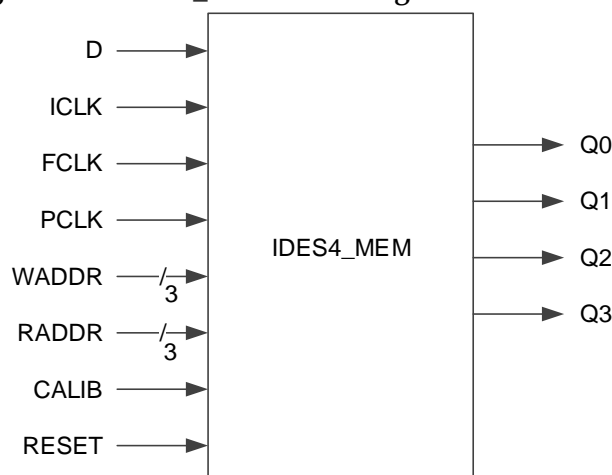 D
ICLK
FCLK
PCLK
WADDR
/
3
RADDR
/
3
CALIB
RESET
IDES4_MEM
Q0
Q1
Q2
Q3